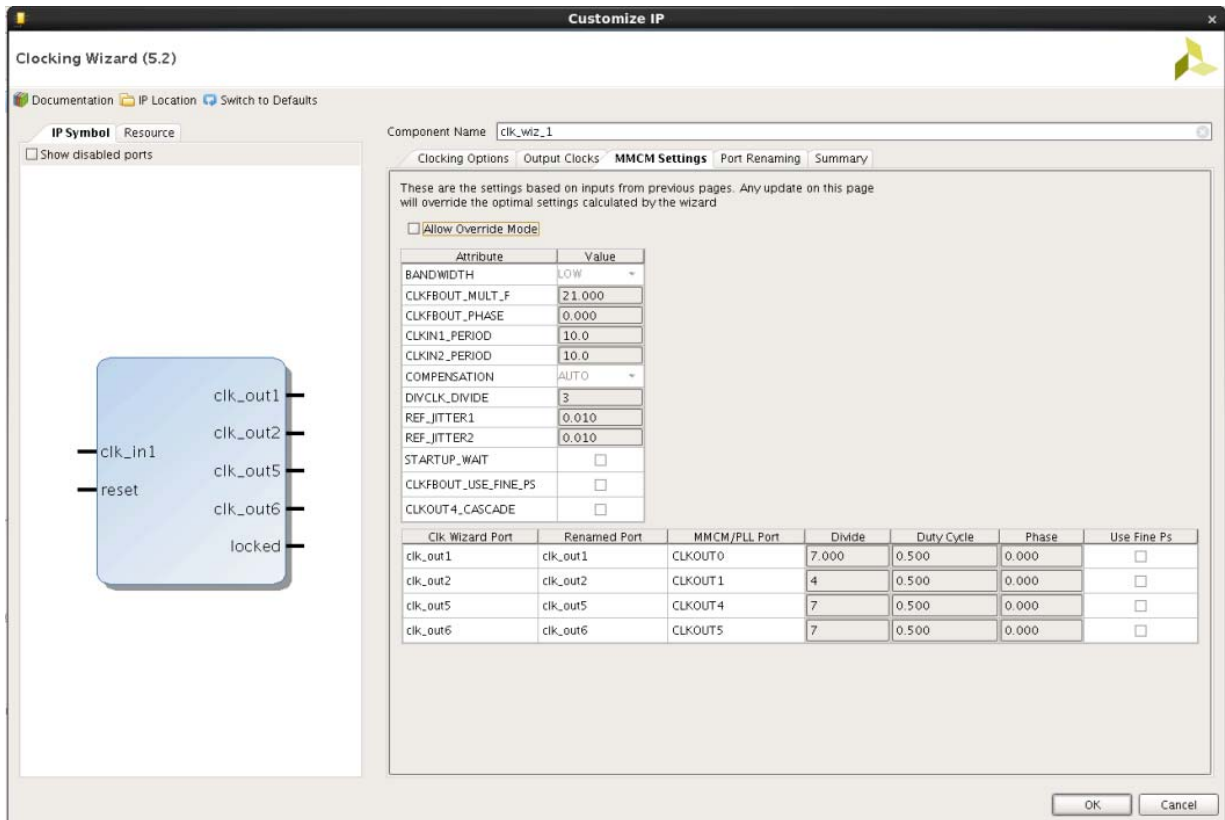 Customize IP
Clocking Wizard (5.2)
Documentation IP Location Switch to Defaults
IP Symbol Resource
Show disabled ports
clk_in1
reset
clk_out1
clk_out2
clk_out5
clk_out6
locked
Component Name clk_wiz_1
Clocking Options Output Clocks MMCM Settings Port Renaming Summary
These are the settings based on inputs from previous pages. Any update on this page
will override the optimal settings calculated by the wizard
Allow Override Mode
Attribute Value
BANDWIDTH LOW
CLKFBOUT_MULT_F 21.000
CLKFBOUT_PHASE 0.000
CLKIN1_PERIOD 10.0
CLKIN2_PERIOD 10.0
COMPENSATION AUTO
DIVCLK_DIVIDE 3
REF_JITTER1 0.010
REF_JITTER2 0.010
STARTUP_WAIT
CLKFBOUT_USE_FINE_PS
CLKOUT4_CASCADE
Clk Wizard Port Renamed Port MMCM/PLL Port Divide Duty Cycle Phase Use Fine Ps
clk_out1 clk_out1 CLKOUT0 7.000 0.500 0.000
clk_out2 clk_out2 CLKOUT1 4 0.500 0.000
clk_out5 clk_out5 CLKOUT4 7 0.500 0.000
clk_out6 clk_out6 CLKOUT5 7 0.500 0.000
OK Cancel